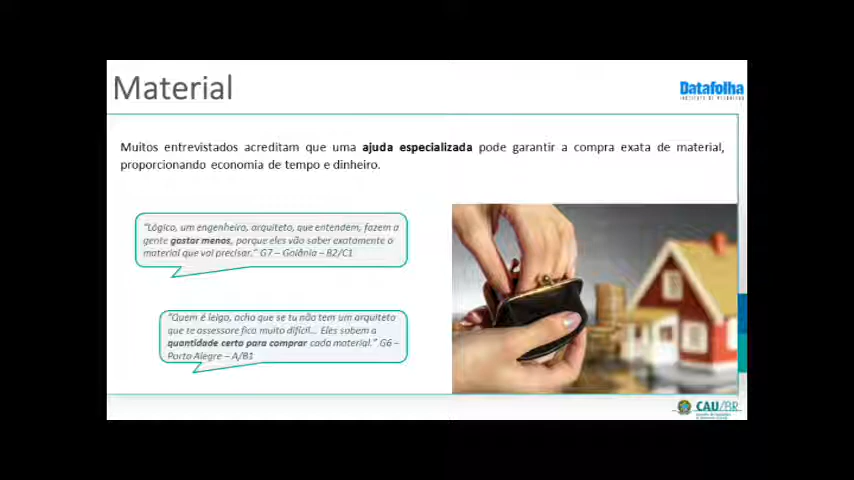 Material
Datafolha
INSTITUTO DE PESQUISAS
Muitos entrevistados acreditam que uma ajuda especializada pode garantir a compra exata de material,
proporcionando economia de tempo e dinheiro.
"Lógico, um engenheiro, arquiteto, que entendem, fazem a
gente gastar menos, porque eles vão saber exatamente o
material que vai precisar." G7 – Goiânia – B2/C1
"Quem é leigo, acho que se tu não tem um arquiteto
que te assessore fica muito difícil... Eles sabem a
quantidade certa para comprar cada material." G6 –
Porto Alegre – A/B1
CAU/BR